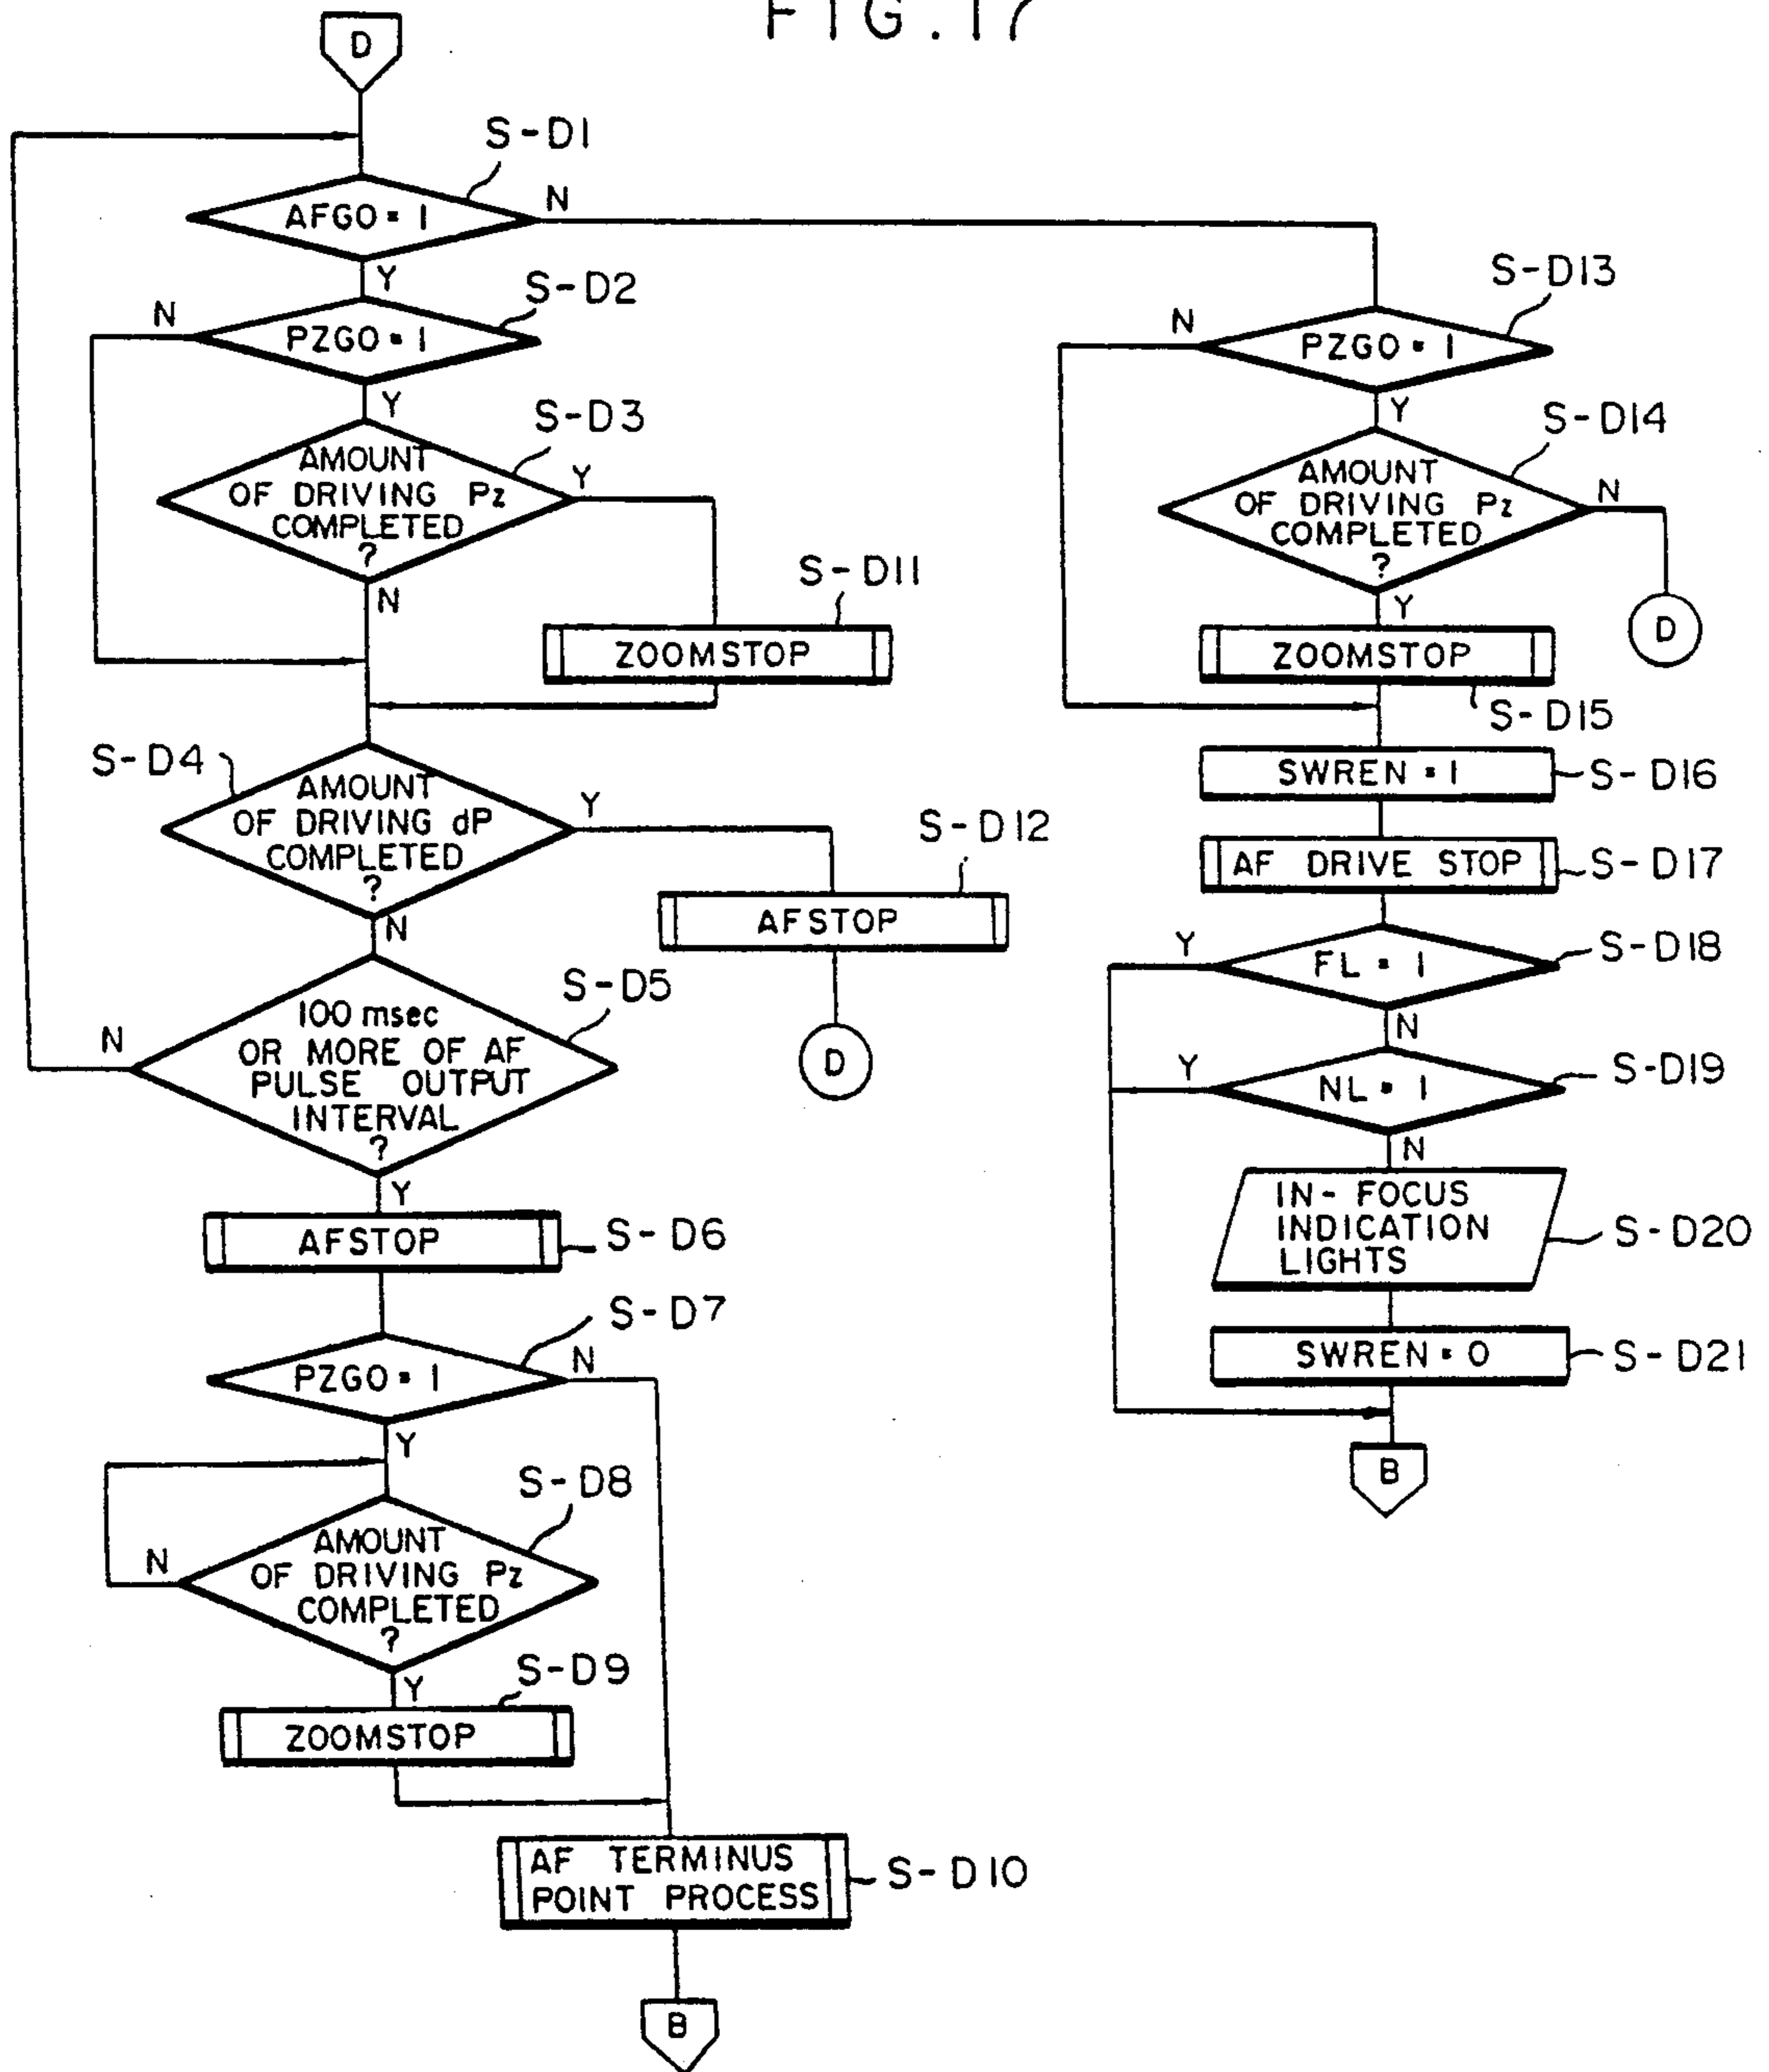 FIG. 17
D
S-D1
AFGO = 1
N
Y
S-D2
N
PZGO = 1
Y
S-D3
AMOUNT
OF DRIVING Pz
COMPLETED
?
Y
N
S-D11
ZOOMSTOP
S-D4
AMOUNT
OF DRIVING dP
COMPLETED
?
Y
N
S-D12
AFSTOP
D
S-D5
100 msec
OR MORE OF AF
PULSE OUTPUT
INTERVAL
?
N
Y
AFSTOP
S-D6
S-D7
PZGO = 1
N
Y
S-D8
AMOUNT
OF DRIVING Pz
COMPLETED
?
N
Y
S-D9
ZOOMSTOP
AF TERMINUS
POINT PROCESS
S-D10
B
S-D13
N
PZGO = 1
Y
S-D14
AMOUNT
OF DRIVING Pz
COMPLETED
?
N
Y
D
ZOOMSTOP
S-D15
SWREN = 1
S-D16
AF DRIVE STOP
S-D17
Y
FL = 1
S-D18
N
Y
NL = 1
S-D19
N
IN-FOCUS
INDICATION
LIGHTS
S-D20
SWREN = 0
S-D21
B